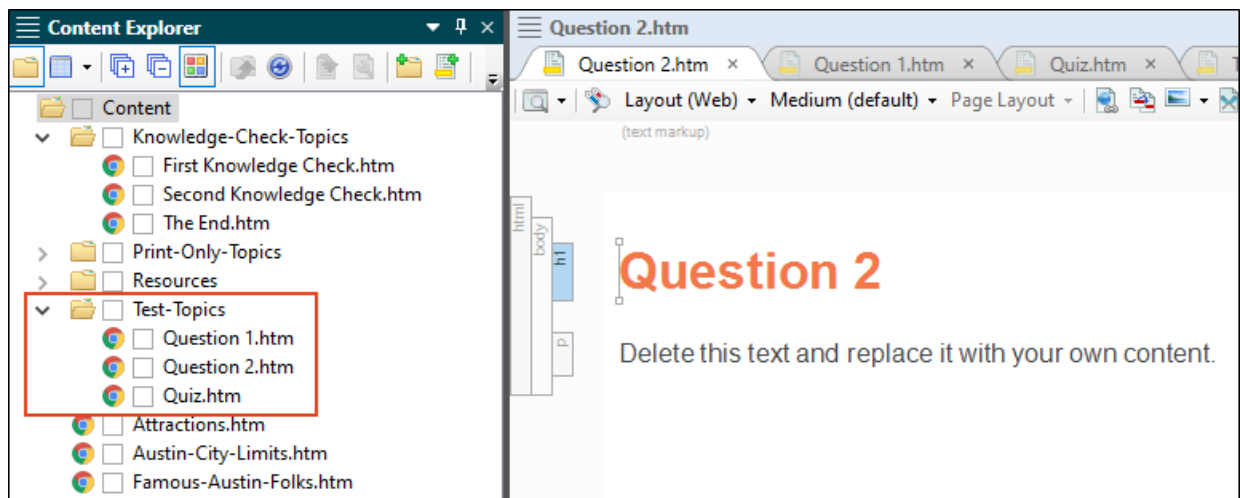 Content Explorer
Content
Knowledge-Check-Topics
First Knowledge Check.htm
Second Knowledge Check.htm
The End.htm
Print-Only-Topics
Resources
Test-Topics
Question 1.htm
Question 2.htm
Quiz.htm
Attractions.htm
Austin-City-Limits.htm
Famous-Austin-Folks.htm
Question 2.htm
Question 2.htm × Question 1.htm × Quiz.htm ×
Layout (Web) Medium (default) Page Layout
(text markup)
html
body
h1
Question 2
p
Delete this text and replace it with your own content.